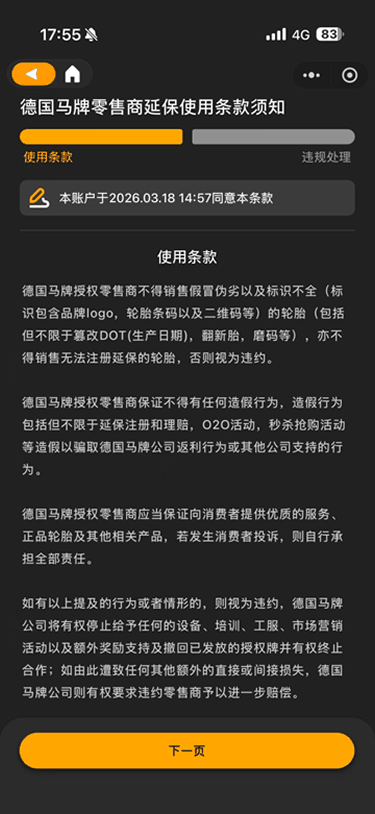 17:55
4G 83
德国马牌零售商延保使用条款须知
使用条款 违规处理
本账户于2026.03.18 14:57同意本条款
使用条款
德国马牌授权零售商不得销售假冒伪劣以及标识不全（标
识包含品牌logo，轮胎条码以及二维码等）的轮胎（包括
但不限于篡改DOT(生产日期)，翻新胎，磨码等），亦不
得销售无法注册延保的轮胎，否则视为违约。
德国马牌授权零售商保证不得有任何造假行为，造假行为
包括但不限于延保注册和理赔，O2O活动，秒杀抢购活动
等造假以骗取德国马牌公司返利行为或其他公司支持的行
为。
德国马牌授权零售商应当保证向消费者提供优质的服务、
正品轮胎及其他相关产品，若发生消费者投诉，则自行承
担全部责任。
如有以上提及的行为或者情形的，则视为违约，德国马牌
公司将有权停止给予任何的设备、培训、工服、市场营销
活动以及额外奖励支持及撤回已发放的授权牌并有权终止
合作；如由此遭致任何其他额外的直接或间接损失，德国
马牌公司则有权要求违约零售商予以进一步赔偿。
下一页